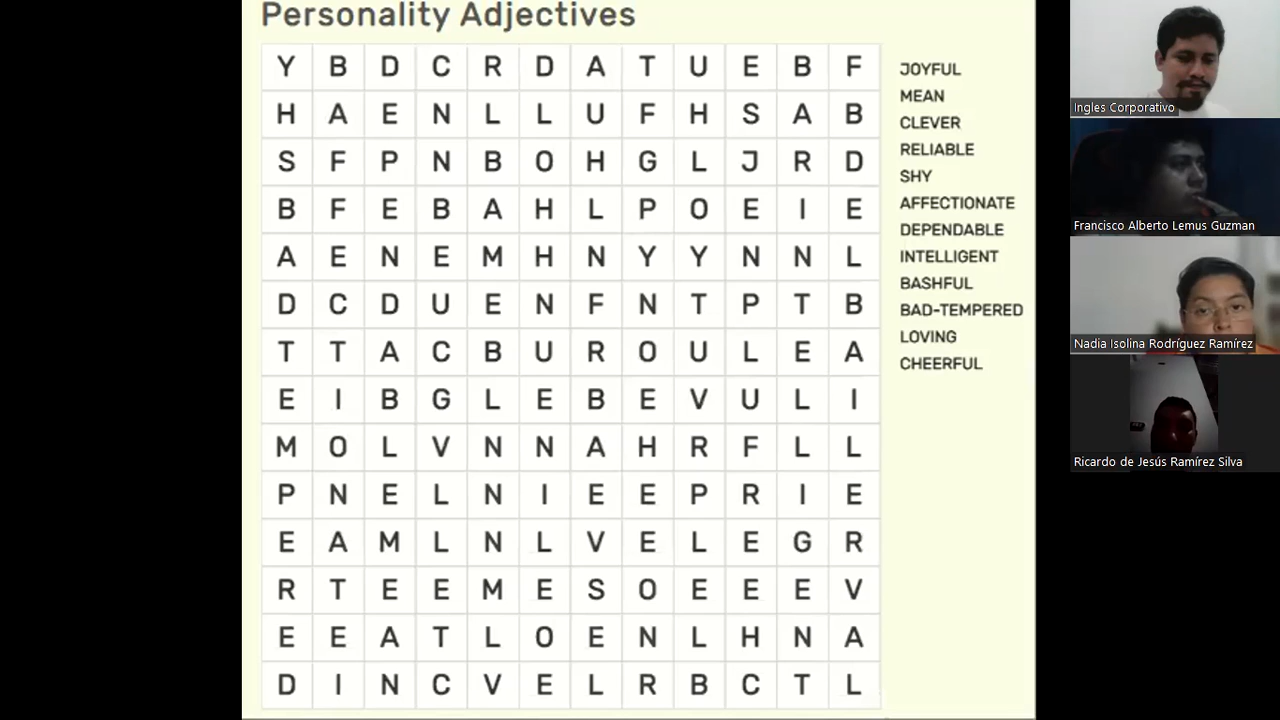 Personality Adjectives
Y B D C R D A T U E B F
H A E N L L U F H S A B
S F P N B O H G L J R D
B F E B A H L P O E I E
A E N E M H N Y Y N N L
D C D U E N F N T P T B
T T A C B U R O U L E A
E I B G L E B E V U L I
M O L V N N A H R F L L
P N E L N I E E P R I E
E A M L N L V E L E G R
R T E E M E S O E E E V
E E A T L O E N L H N A
D I N C V E L R B C T L
JOYFUL
MEAN
CLEVER
RELIABLE
SHY
AFFECTIONATE
DEPENDABLE
INTELLIGENT
BASHFUL
BAD-TEMPERED
LOVING
CHEERFUL
Ingles Corporativo
Francisco Alberto Lemus Guzman
Nadia Isolina Rodríguez Ramírez
Ricardo de Jesús Ramírez Silva